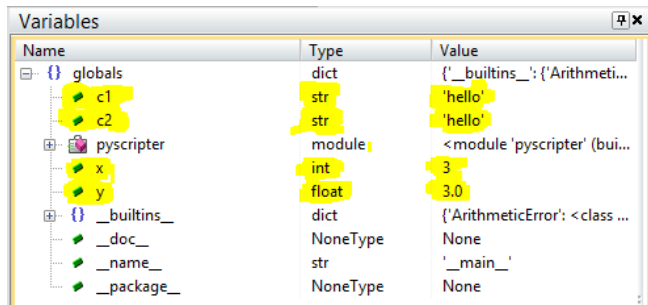 Variables
Name Type Value
globals dict {'__builtins__': {'Arithmeti...
c1 str 'hello'
c2 str 'hello'
pyscripter module <module 'pyscripter' (bui...
x int 3
y float 3.0
__builtins__ dict {'ArithmeticError': <class ...
__doc__ NoneType None
__name__ str '__main__'
__package__ NoneType None